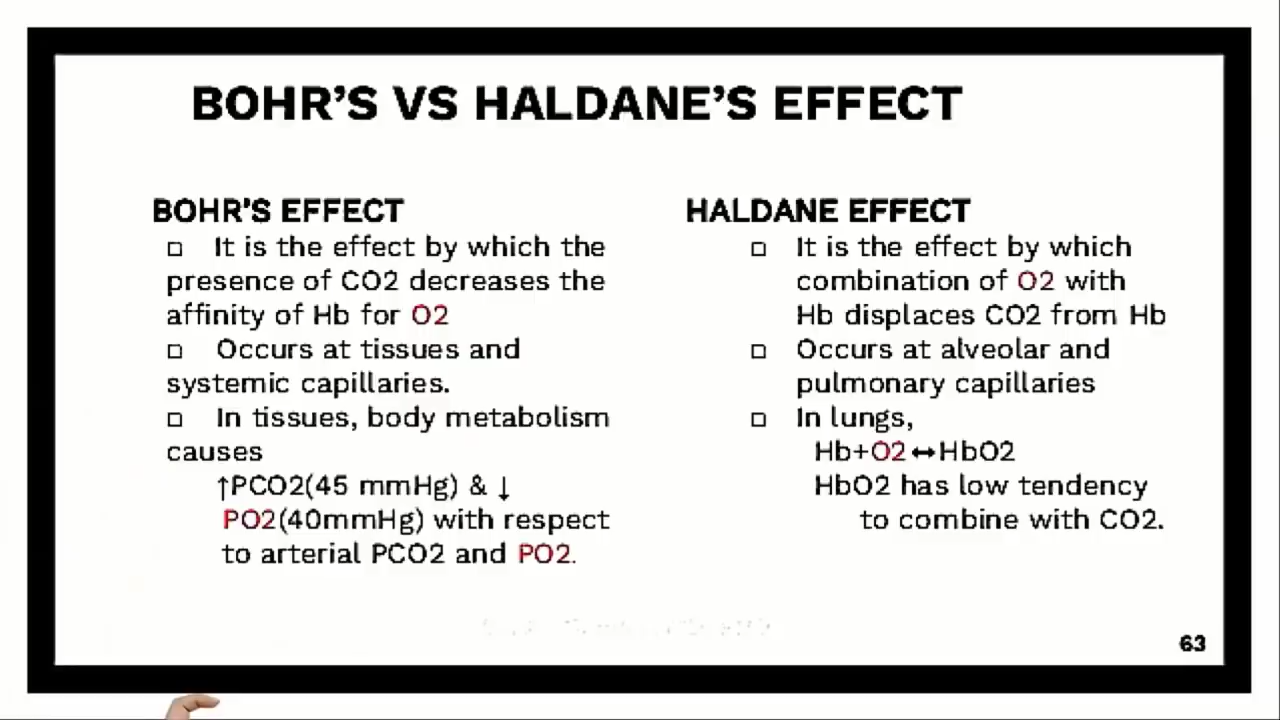 BOHR'S VS HALDANE'S EFFECT
BOHR'S EFFECT
□ It is the effect by which the
presence of CO2 decreases the
affinity of Hb for O2
□ Occurs at tissues and
systemic capillaries.
□ In tissues, body metabolism
causes
↑PCO2(45 mmHg) & ↓
PO2(40mmHg) with respect
to arterial PCO2 and PO2.
HALDANE EFFECT
□ It is the effect by which
combination of O2 with
Hb displaces CO2 from Hb
□ Occurs at alveolar and
pulmonary capillaries
□ In lungs,
Hb+O2↔HbO2
HbO2 has low tendency
to combine with CO2.
63